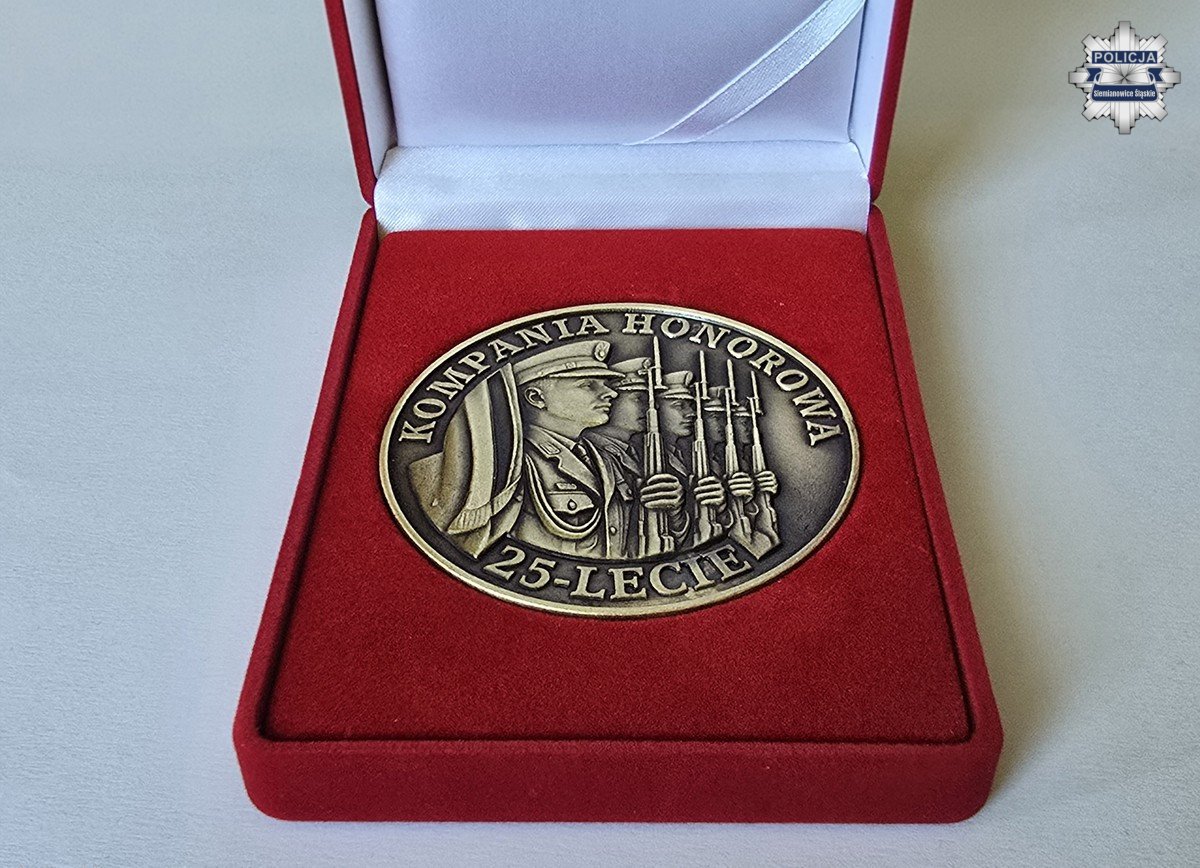 POLICJA
Siemianowice Śląskie
KOMPANIA HONOROWA
25-LECIE